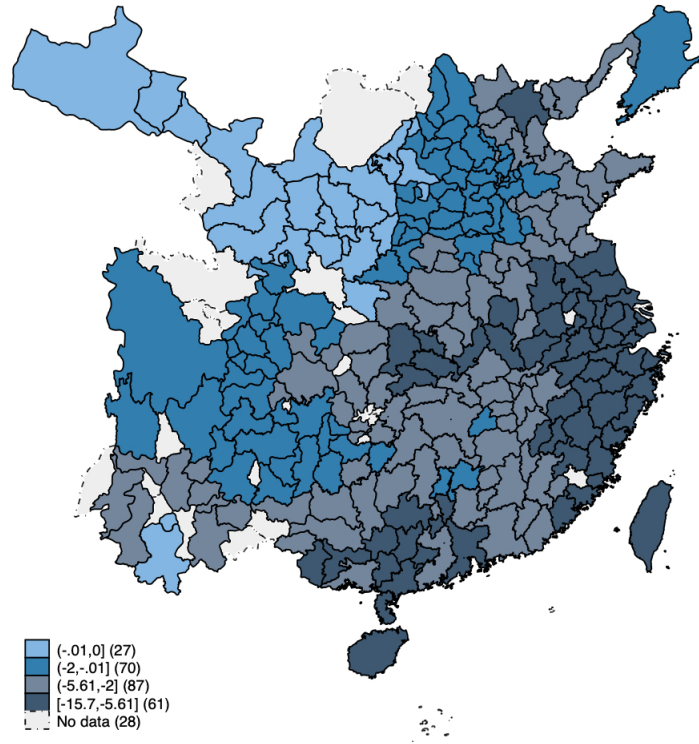 (-.01,0] (27)
(-2,-.01] (70)
(-5.61,-2] (87)
[-15.7,-5.61] (61)
No data (28)